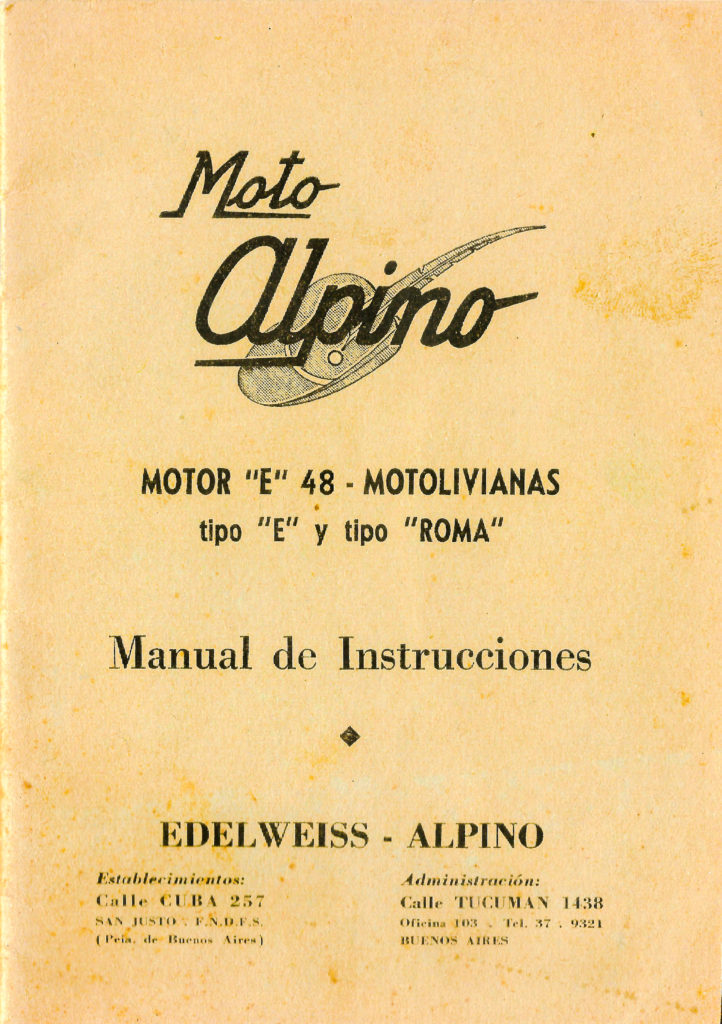 Moto
Alpino
MOTOR "E" 48 - MOTOLIVIANAS
tipo "E" y tipo "ROMA"
Manual de Instrucciones
EDELWEISS - ALPINO
Establecimientos:
Calle CUBA 257
SAN JUSTO . F.N.D.F.S.
(Pcia. de Buenos Aires)
Administración:
Calle TUCUMAN 1438
Oficina 103 . Tel. 37 . 9321
BUENOS AIRES